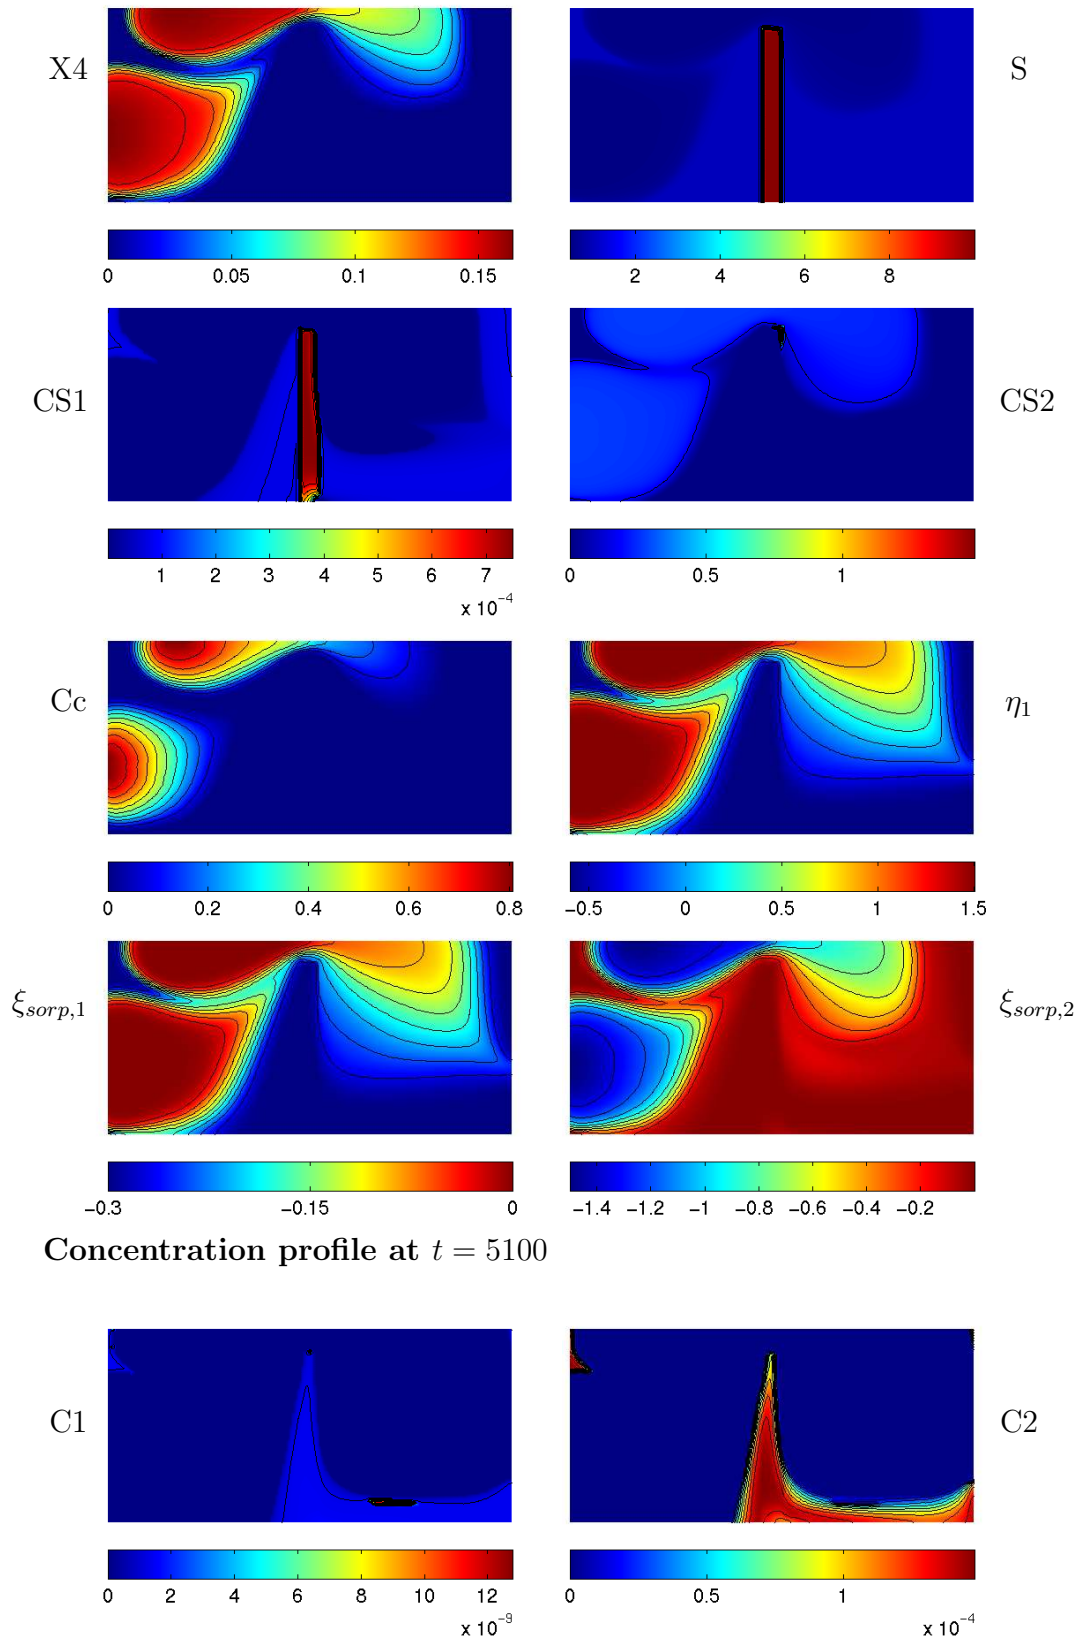 X4
S
0 0.05 0.1 0.15
2 4 6 8
CS1
CS2
1 2 3 4 5 6 7
x 10⁻⁴
0 0.5 1
Cc
η₁
0 0.2 0.4 0.6 0.8
−0.5 0 0.5 1 1.5
ξsorp,1
ξsorp,2
−0.3 −0.15 0
−1.4 −1.2 −1 −0.8 −0.6 −0.4 −0.2
Concentration profile at t = 5100
C1
C2
0 2 4 6 8 10 12
x 10⁻⁹
0 0.5 1
x 10⁻⁴